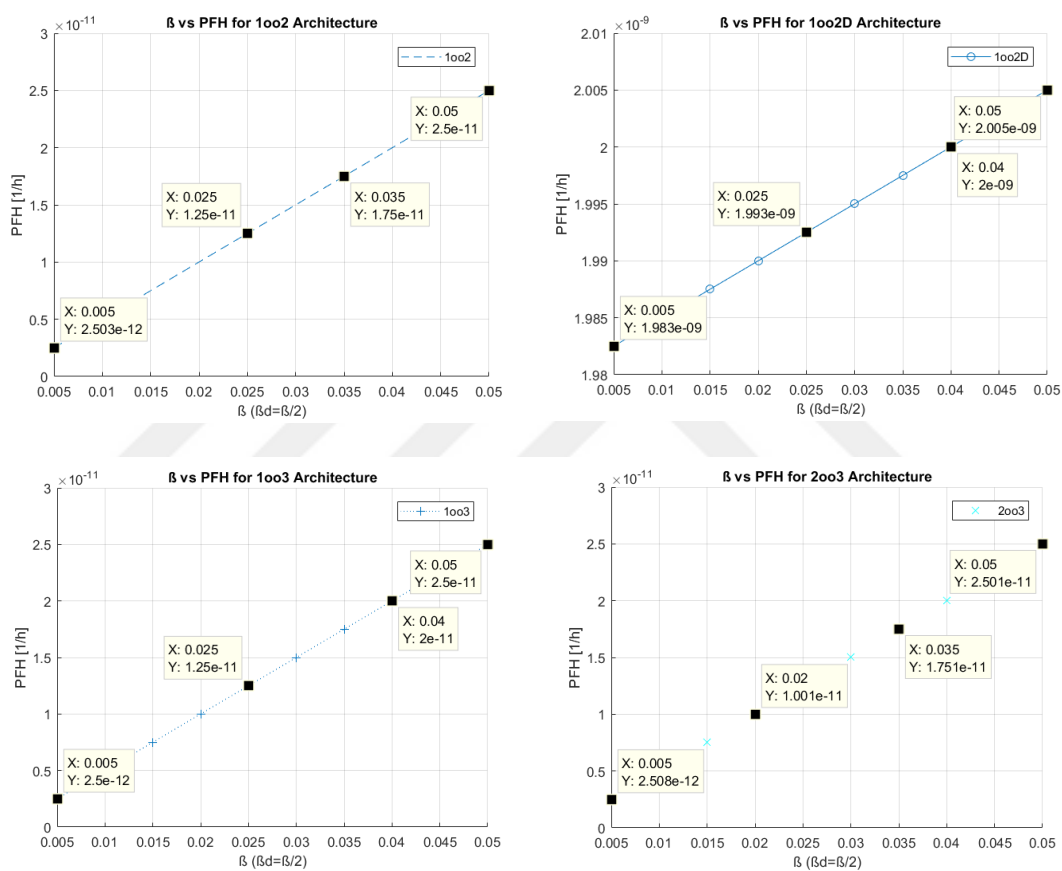 ß vs PFH for 1oo2 Architecture
×10⁻¹¹
3
2.5
2
1.5
1
0.5
0
PFH [1/h]
1oo2
X: 0.05
Y: 2.5e-11
X: 0.025
Y: 1.25e-11
X: 0.035
Y: 1.75e-11
X: 0.005
Y: 2.503e-12
0.005 0.01 0.015 0.02 0.025 0.03 0.035 0.04 0.045 0.05
ß (ßd=ß/2)
ß vs PFH for 1oo2D Architecture
×10⁻⁹
2.01
2.005
2
1.995
1.99
1.985
1.98
PFH [1/h]
1oo2D
X: 0.05
Y: 2.005e-09
X: 0.04
Y: 2e-09
X: 0.025
Y: 1.993e-09
X: 0.005
Y: 1.983e-09
0.005 0.01 0.015 0.02 0.025 0.03 0.035 0.04 0.045 0.05
ß (ßd=ß/2)
ß vs PFH for 1oo3 Architecture
×10⁻¹¹
3
2.5
2
1.5
1
0.5
0
PFH [1/h]
1oo3
X: 0.05
Y: 2.5e-11
X: 0.04
Y: 2e-11
X: 0.025
Y: 1.25e-11
X: 0.005
Y: 2.5e-12
0.005 0.01 0.015 0.02 0.025 0.03 0.035 0.04 0.045 0.05
ß (ßd=ß/2)
ß vs PFH for 2oo3 Architecture
×10⁻¹¹
3
2.5
2
1.5
1
0.5
0
PFH [1/h]
2oo3
X: 0.05
Y: 2.501e-11
X: 0.035
Y: 1.751e-11
X: 0.02
Y: 1.001e-11
X: 0.005
Y: 2.508e-12
0.005 0.01 0.015 0.02 0.025 0.03 0.035 0.04 0.045 0.05
ß (ßd=ß/2)